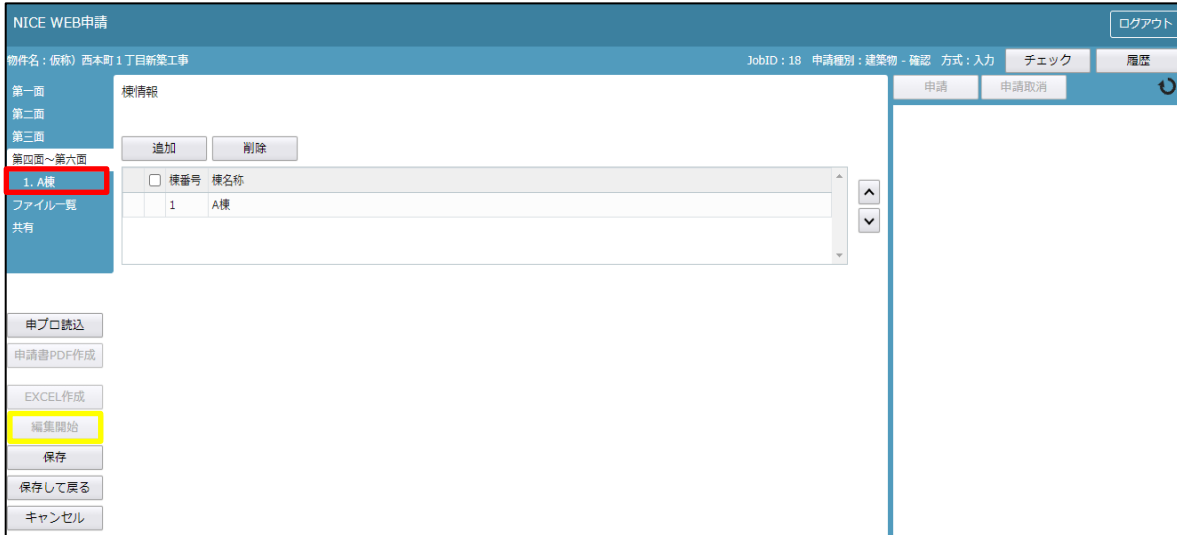 NICE WEB申請
ログアウト
物件名：仮称）西本町１丁目新築工事
JobID：18 申請種別：建築物 - 確認 方式：入力
チェック
履歴
第一面
第二面
第三面
第四面～第六面
1. A棟
ファイル一覧
共有
棟情報
追加
削除
棟番号 棟名称
1 A棟
申請
申請取消
申プロ読込
申請書PDF作成
EXCEL作成
編集開始
保存
保存して戻る
キャンセル